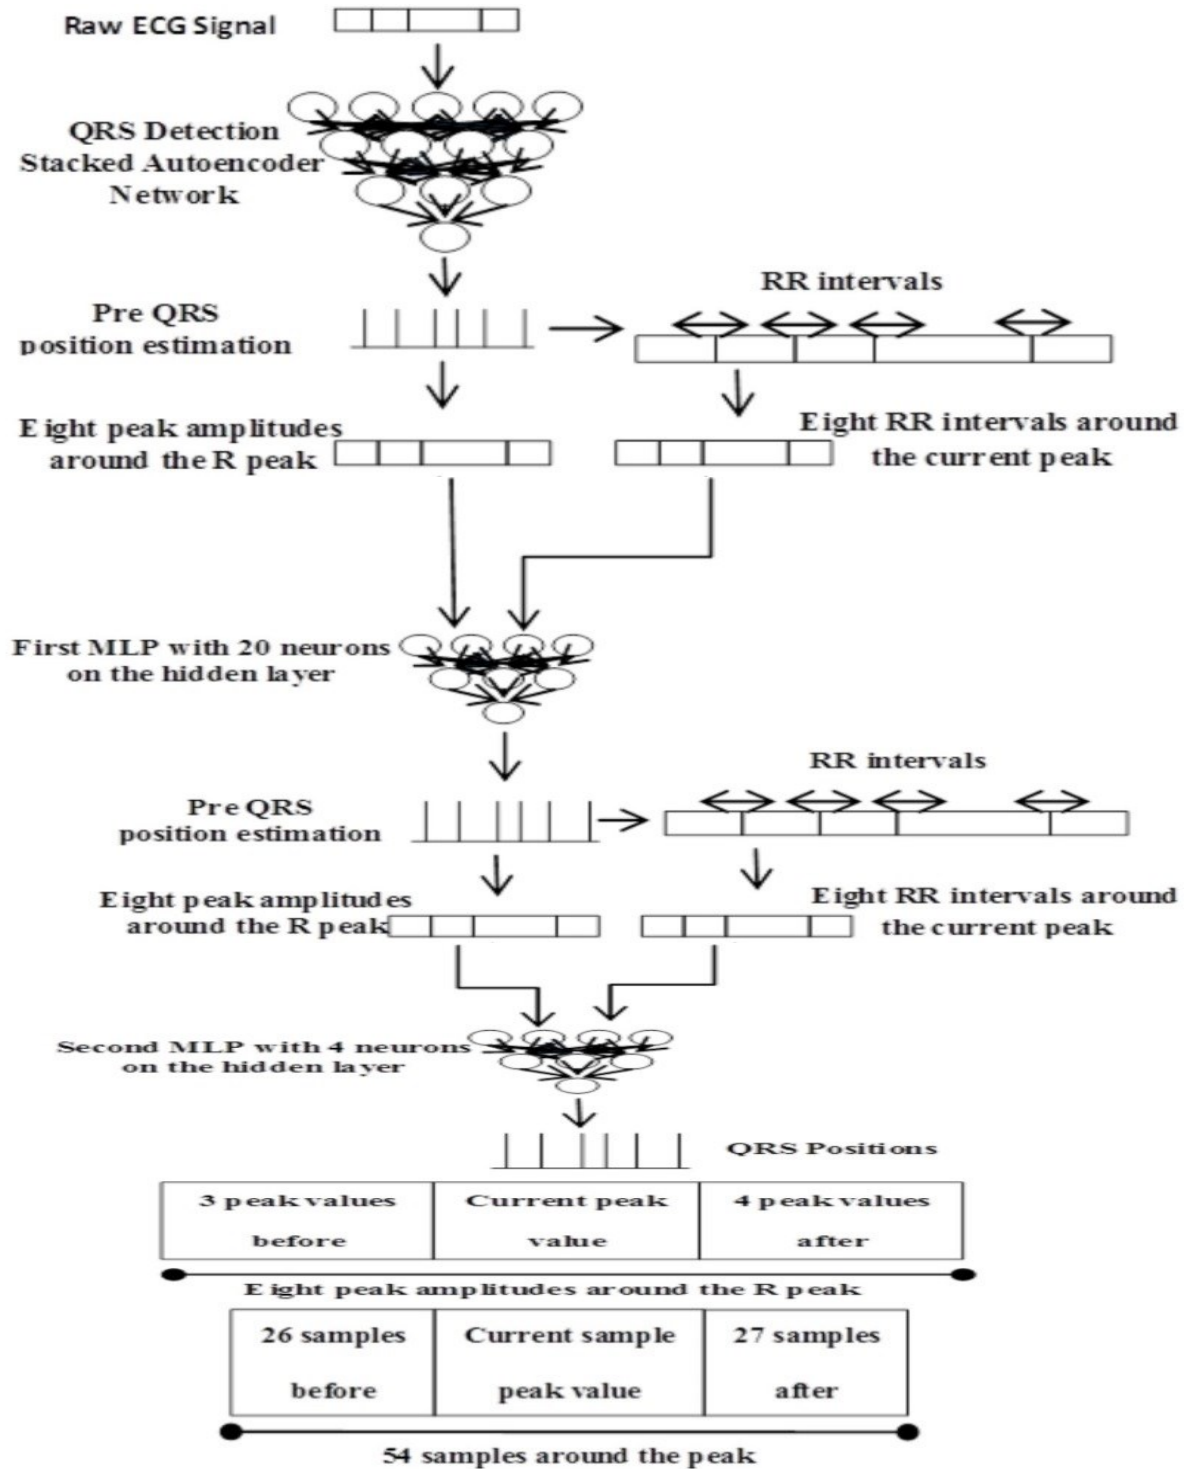 Raw ECG Signal
QRS Detection
Stacked Autoencoder
Network
RR intervals
Pre QRS
position estimation
Eight peak amplitudes
around the R peak
Eight RR intervals around
the current peak
First MLP with 20 neurons
on the hidden layer
RR intervals
Pre QRS
position estimation
Eight peak amplitudes
around the R peak
Eight RR intervals around
the current peak
Second MLP with 4 neurons
on the hidden layer
QRS Positions
3 peak values
before
Current peak
value
4 peak values
after
Eight peak amplitudes around the R peak
26 samples
before
Current sample
peak value
27 samples
after
54 samples around the peak